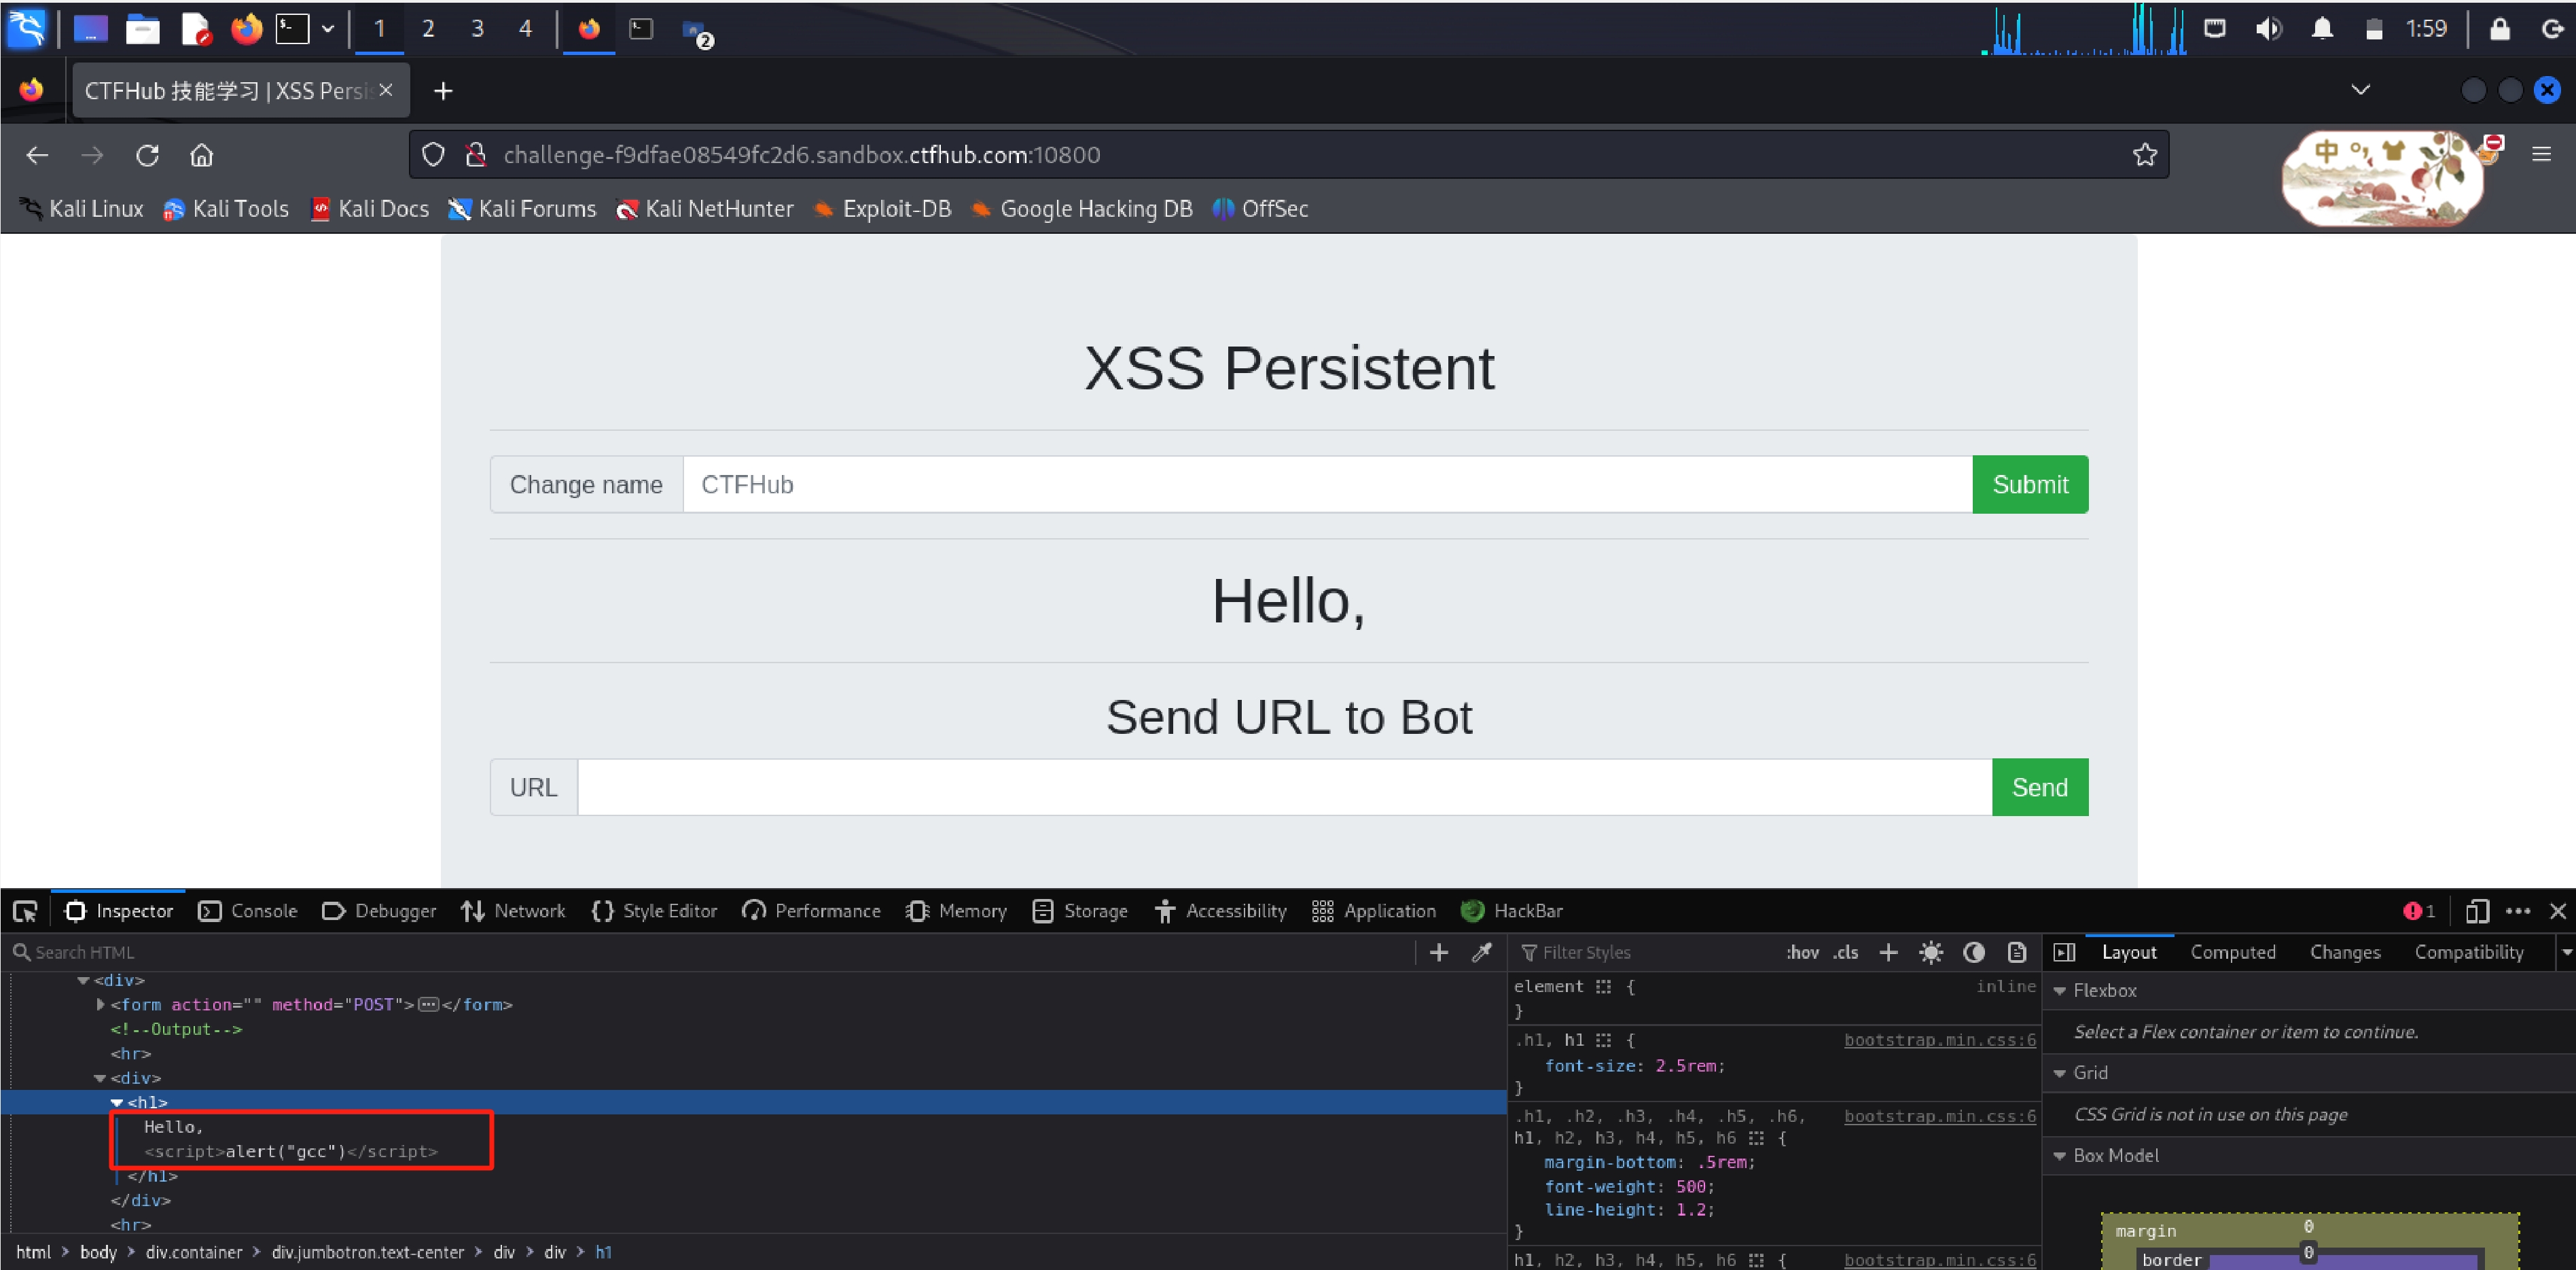 1 2 3 4 2 1:59
CTFHub 技能学习 | XSS Persis
challenge-f9dfae08549fc2d6.sandbox.ctfhub.com:10800
中
Kali Linux Kali Tools Kali Docs Kali Forums Kali NetHunter Exploit-DB Google Hacking DB OffSec
XSS Persistent
Change name CTFHub Submit
Hello,
Send URL to Bot
URL Send
Inspector Console Debugger Network Style Editor Performance Memory Storage Accessibility Application HackBar 1
Search HTML
<div>
<form action="" method="POST"></form>
<!--Output-->
<hr>
<div>
<h1>
Hello,
<script>alert("gcc")</script>
</h1>
</div>
<hr>
html > body > div.container > div.jumbotron.text-center > div > div > h1
Filter Styles :hov .cls
element { inline
}
.h1, h1 { bootstrap.min.css:6
font-size: 2.5rem;
}
.h1, .h2, .h3, .h4, .h5, .h6, bootstrap.min.css:6
h1, h2, h3, h4, h5, h6 {
margin-bottom: .5rem;
font-weight: 500;
line-height: 1.2;
}
h1, h2, h3, h4, h5, h6 { bootstrap.min.css:6
Layout Computed Changes Compatibility
Flexbox
Select a Flex container or item to continue.
Grid
CSS Grid is not in use on this page
Box Model
margin 0
border 0